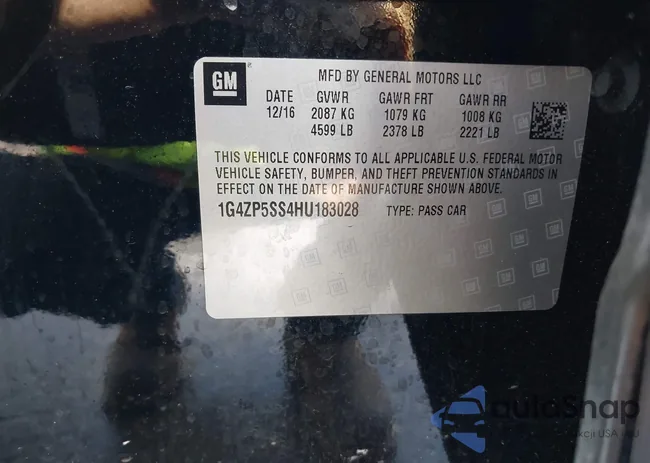 GM
MFD BY GENERAL MOTORS LLC
DATE GVWR GAWR FRT GAWR RR
12/16 2087 KG 1079 KG 1008 KG
4599 LB 2378 LB 2221 LB
THIS VEHICLE CONFORMS TO ALL APPLICABLE U.S. FEDERAL MOTOR
VEHICLE SAFETY, BUMPER, AND THEFT PREVENTION STANDARDS IN
EFFECT ON THE DATE OF MANUFACTURE SHOWN ABOVE.
1G4ZP5SS4HU183028 TYPE: PASS CAR
autoSnap
USA